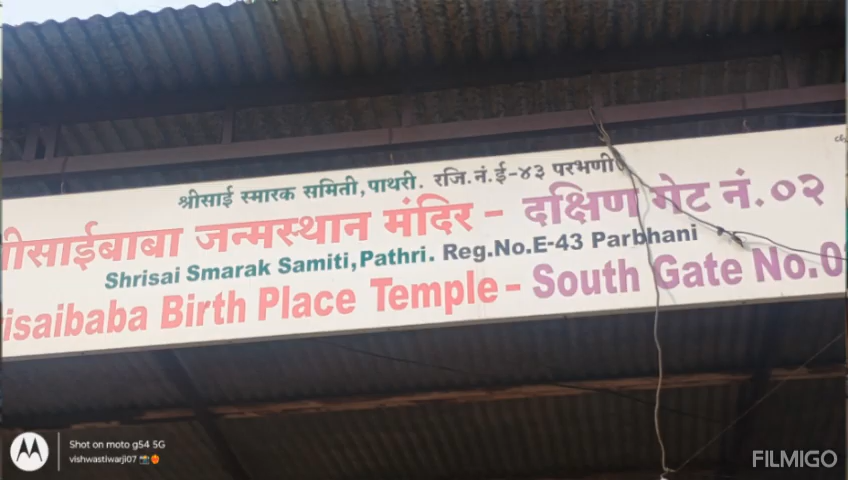 श्रीसाई स्मारक समिती,पाथरी. रजि.नं.ई-४३ परभणी
साईबाबा जन्मस्थान मंदिर - दक्षिण गेट नं.०२
Shrisai Smarak Samiti,Pathri. Reg.No.E-43 Parbhani
isaibaba Birth Place Temple - South Gate No.0
Shot on moto g54 5G
vishwastiwarji07
FILMIGO